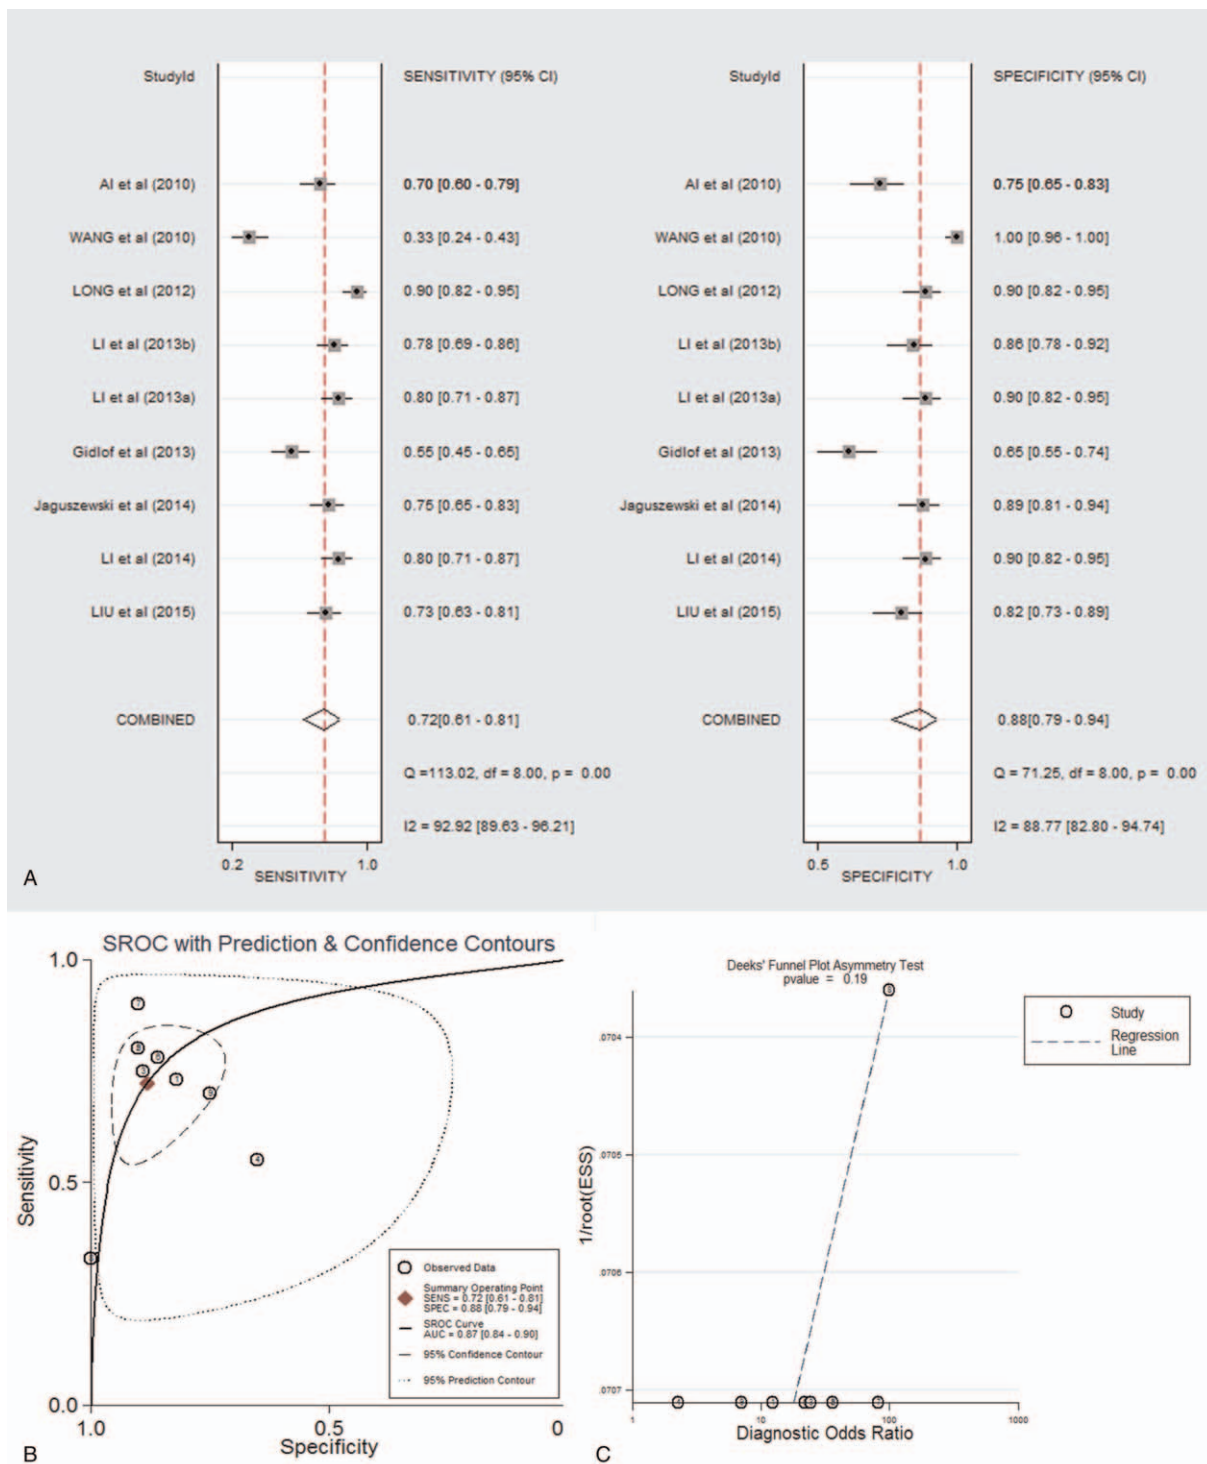 StudyId SENSITIVITY (95% CI)
AI et al (2010) 0.70 [0.60 - 0.79]
WANG et al (2010) 0.33 [0.24 - 0.43]
LONG et al (2012) 0.90 [0.82 - 0.95]
LI et al (2013b) 0.78 [0.69 - 0.86]
LI et al (2013a) 0.80 [0.71 - 0.87]
Gidlof et al (2013) 0.55 [0.45 - 0.65]
Jaguszewski et al (2014) 0.75 [0.65 - 0.83]
LI et al (2014) 0.80 [0.71 - 0.87]
LIU et al (2015) 0.73 [0.63 - 0.81]
COMBINED 0.72[0.61 - 0.81]
Q =113.02, df = 8.00, p = 0.00
I2 = 92.92 [89.63 - 96.21]
0.2 1.0
SENSITIVITY
StudyId SPECIFICITY (95% CI)
AI et al (2010) 0.75 [0.65 - 0.83]
WANG et al (2010) 1.00 [0.96 - 1.00]
LONG et al (2012) 0.90 [0.82 - 0.95]
LI et al (2013b) 0.86 [0.78 - 0.92]
LI et al (2013a) 0.90 [0.82 - 0.95]
Gidlof et al (2013) 0.65 [0.55 - 0.74]
Jaguszewski et al (2014) 0.89 [0.81 - 0.94]
LI et al (2014) 0.90 [0.82 - 0.95]
LIU et al (2015) 0.82 [0.73 - 0.89]
COMBINED 0.88[0.79 - 0.94]
Q = 71.25, df = 8.00, p = 0.00
I2 = 88.77 [82.80 - 94.74]
0.5 1.0
SPECIFICITY
A
SROC with Prediction & Confidence Contours
1.0
0.5
0.0
Sensitivity
7
1
4
Observed Data
Summary Operating Point
SENS = 0.72 [0.61 - 0.81]
SPEC = 0.88 [0.79 - 0.94]
SROC Curve
AUC = 0.87 [0.84 - 0.90]
95% Confidence Contour
95% Prediction Contour
1.0 0.5 0
Specificity
B
Deeks' Funnel Plot Asymmetry Test
pvalue = 0.19
Study
Regression
Line
.0704
.0705
.0706
.0707
1/root(ESS)
1 10 100 1000
Diagnostic Odds Ratio
C